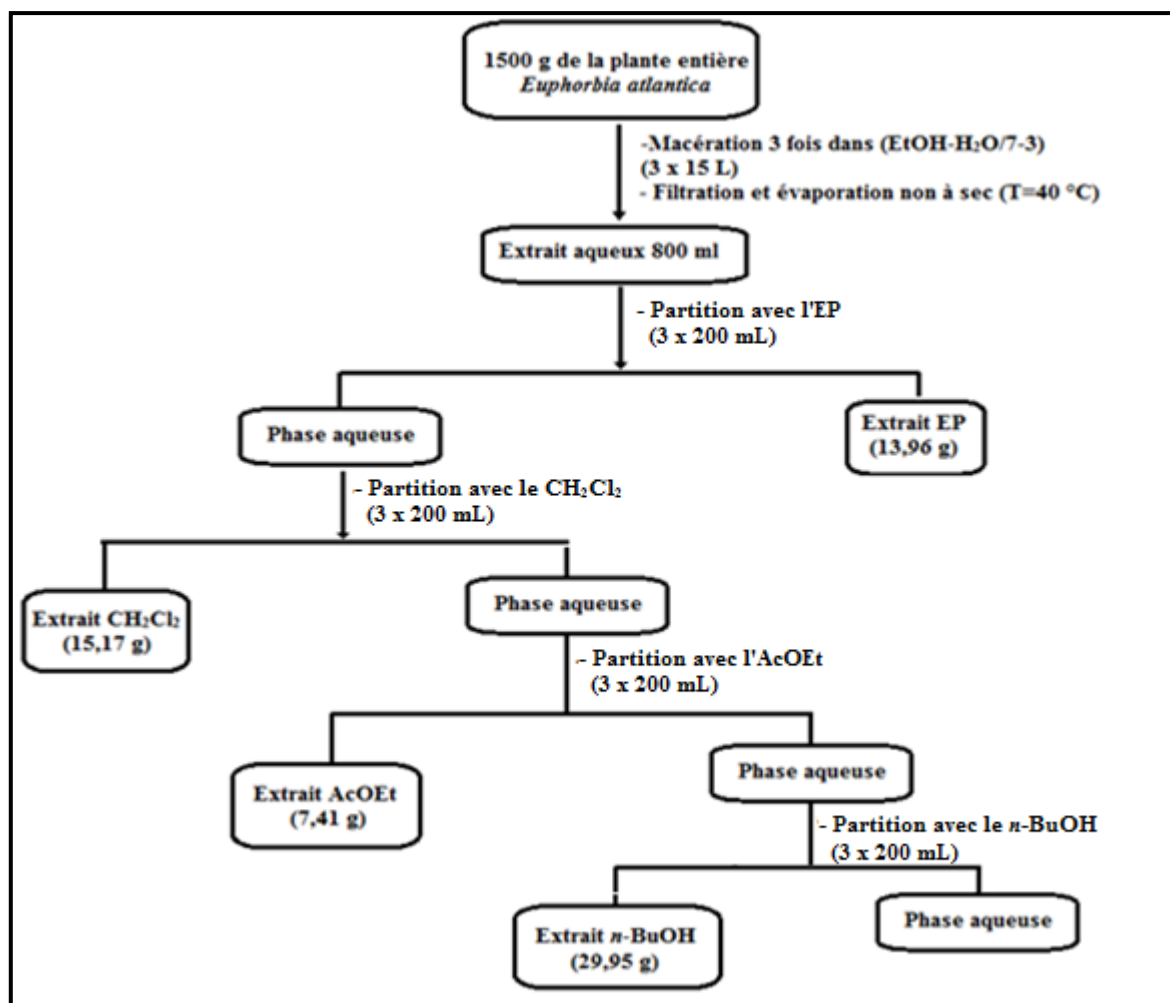 1500 g de la plante entière
Euphorbia atlantica
-Macération 3 fois dans (EtOH-H₂O/7-3)
(3 x 15 L)
- Filtration et évaporation non à sec (T=40 °C)
Extrait aqueux 800 ml
- Partition avec l'EP
(3 x 200 mL)
Phase aqueuse
Extrait EP
(13,96 g)
- Partition avec le CH₂Cl₂
(3 x 200 mL)
Extrait CH₂Cl₂
(15,17 g)
Phase aqueuse
- Partition avec l'AcOEt
(3 x 200 mL)
Extrait AcOEt
(7,41 g)
Phase aqueuse
- Partition avec le n-BuOH
(3 x 200 mL)
Extrait n-BuOH
(29,95 g)
Phase aqueuse